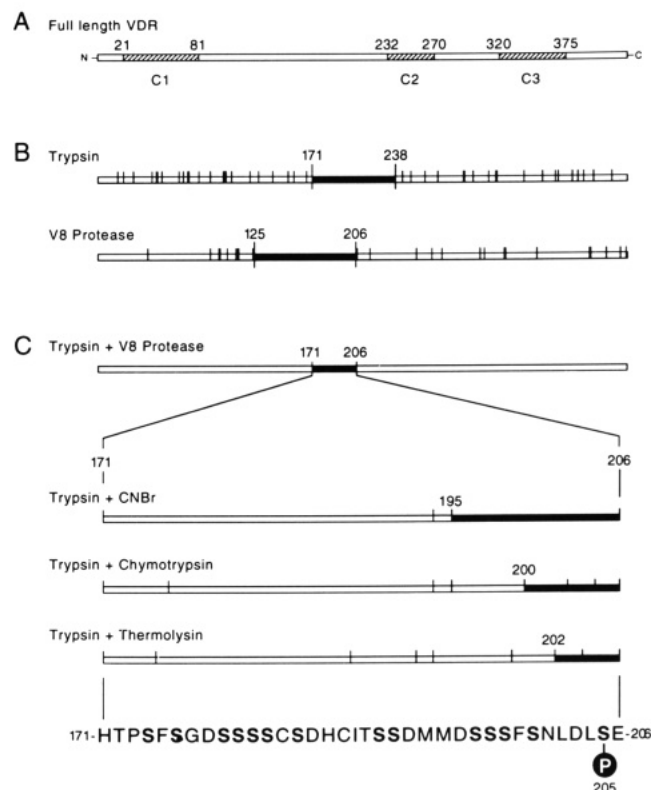 A Full length VDR
21 81 232 270 320 375
N C
C1 C2 C3
B Trypsin
171 238
V8 Protease
125 206
C Trypsin + V8 Protease
171 206
171 206
Trypsin + CNBr
195
Trypsin + Chymotrypsin
200
Trypsin + Thermolysin
202
171-HTPSFSGDSSSSCSDHCITSSDMMDSSSFSNLDLSE-206
P
205